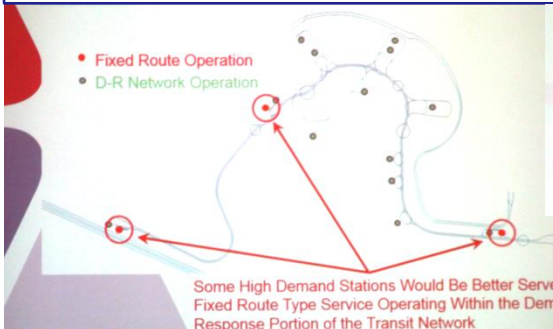 Fixed Route Operation
D-R Network Operation
Some High Demand Stations Would Be Better Serve
Fixed Route Type Service Operating Within the Dem
Response Portion of the Transit Network